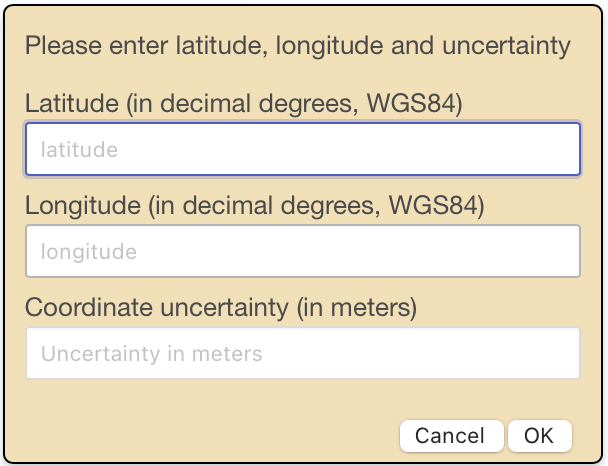 Please enter latitude, longitude and uncertainty
Latitude (in decimal degrees, WGS84)
latitude
Longitude (in decimal degrees, WGS84)
longitude
Coordinate uncertainty (in meters)
Uncertainty in meters
Cancel OK